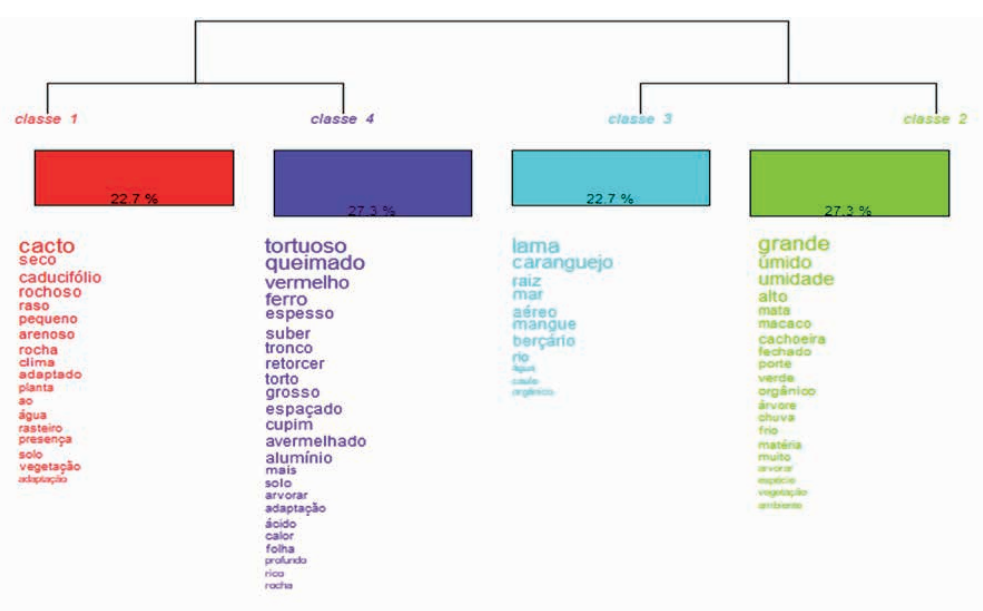 classe 1
classe 4
classe 3
classe 2
22.7 %
27.3 %
22.7 %
27.3 %
cacto
seco
caducifólio
rochoso
raso
pequeno
arenoso
rocha
clima
adaptado
planta
ao
água
rasteiro
presença
solo
vegetação
adaptação
tortuoso
queimado
vermelho
ferro
espesso
suber
tronco
retorcer
torto
grosso
espaçado
cupim
avermelhado
alumínio
mais
solo
arvorar
adaptação
ácido
calor
folha
profundo
rico
rocha
lama
caranguejo
raiz
mar
aéreo
mangue
berçário
rio
água
caule
orgânico
grande
úmido
umidade
alto
mata
macaco
cachoeira
fechado
porte
verde
orgânico
árvore
chuva
frio
matéria
muito
arvorar
espécie
vegetação
ambiente